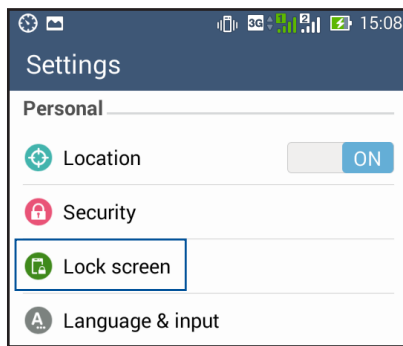 3G 1 2 15:08
Settings
Personal
Location ON
Security
Lock screen
A Language & input